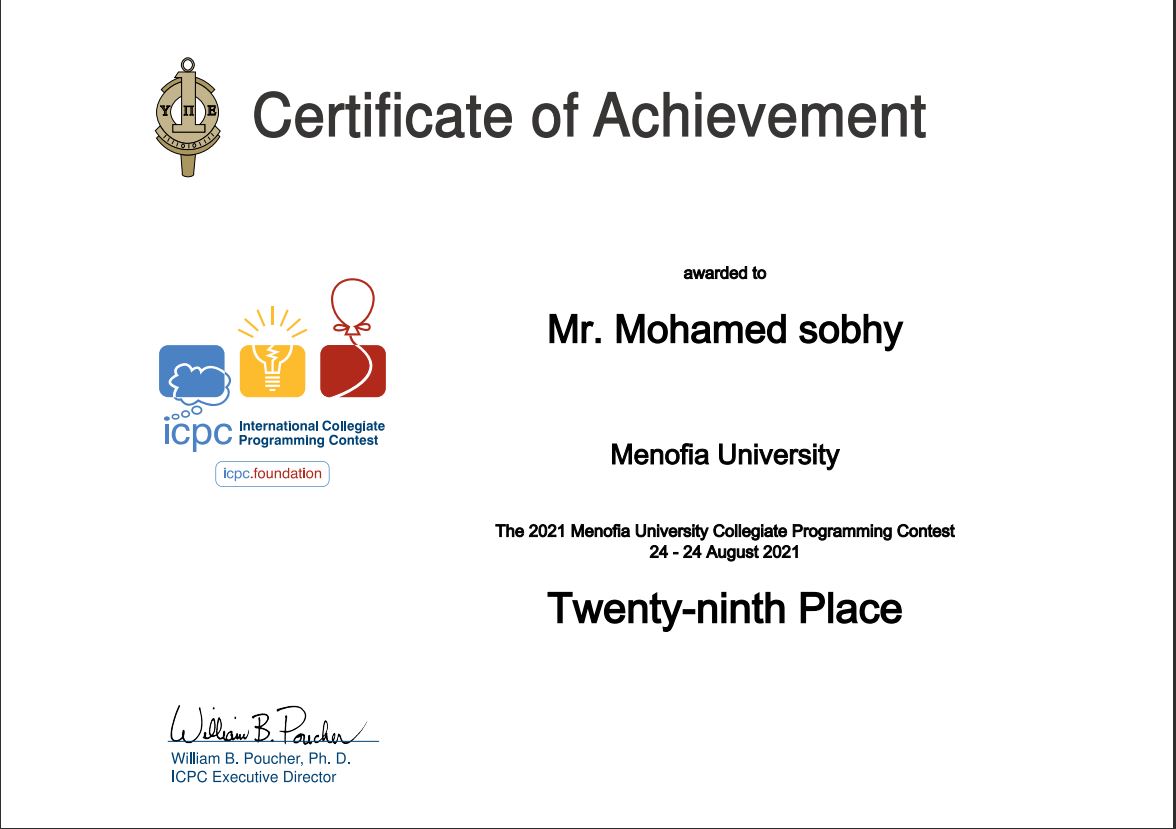 Υ Π Ε
Certificate of Achievement
awarded to
Mr. Mohamed sobhy
icpc International Collegiate
Programming Contest
icpc.foundation
Menofia University
The 2021 Menofia University Collegiate Programming Contest
24 - 24 August 2021
Twenty-ninth Place
William B. Poucher
William B. Poucher, Ph. D.
ICPC Executive Director